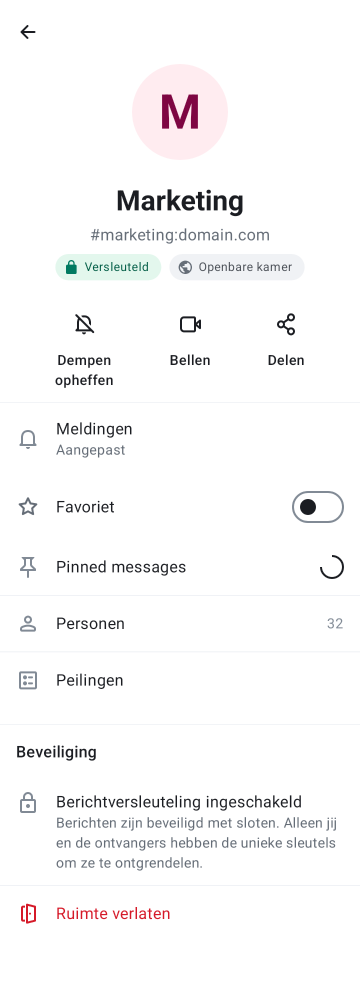 M
Marketing
#marketing:domain.com
Versleuteld
Openbare kamer
Dempen
opheffen
Bellen
Delen
Meldingen
Aangepast
Favoriet
Pinned messages
Personen
32
Peilingen
Beveiliging
Berichtversleuteling ingeschakeld
Berichten zijn beveiligd met sloten. Alleen jij
en de ontvangers hebben de unieke sleutels
om ze te ontgrendelen.
Ruimte verlaten